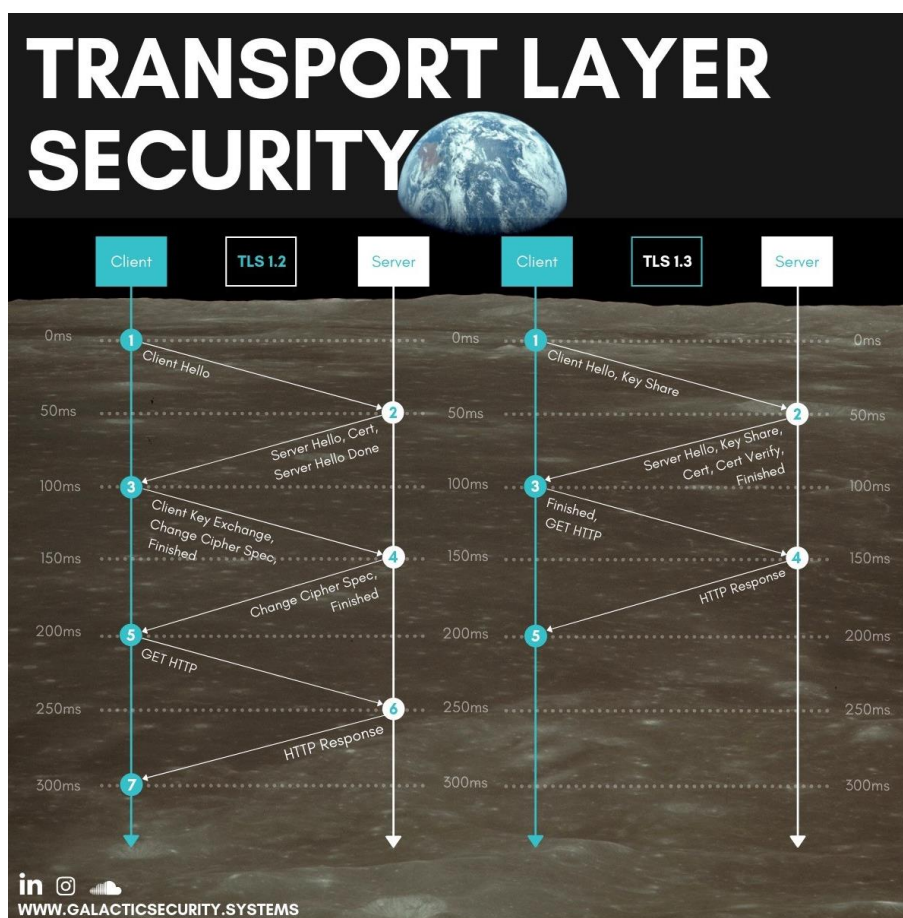 TRANSPORT LAYER
SECURITY
Client
TLS 1.2
Server
Client
TLS 1.3
Server
0ms
1
0ms
1
0ms
Client Hello
Client Hello, Key Share
50ms
2
50ms
2
50ms
Server Hello, Cert,
Server Hello Done
Server Hello, Key Share,
Cert, Cert Verify,
Finished
100ms
3
100ms
3
100ms
Client Key Exchange,
Change Cipher Spec,
Finished
Finished,
GET HTTP
150ms
4
150ms
4
150ms
Change Cipher Spec,
Finished
HTTP Response
200ms
5
200ms
5
200ms
GET HTTP
250ms
6
250ms
250ms
HTTP Response
300ms
7
300ms
300ms
in
WWW.GALACTICSECURITY.SYSTEMS